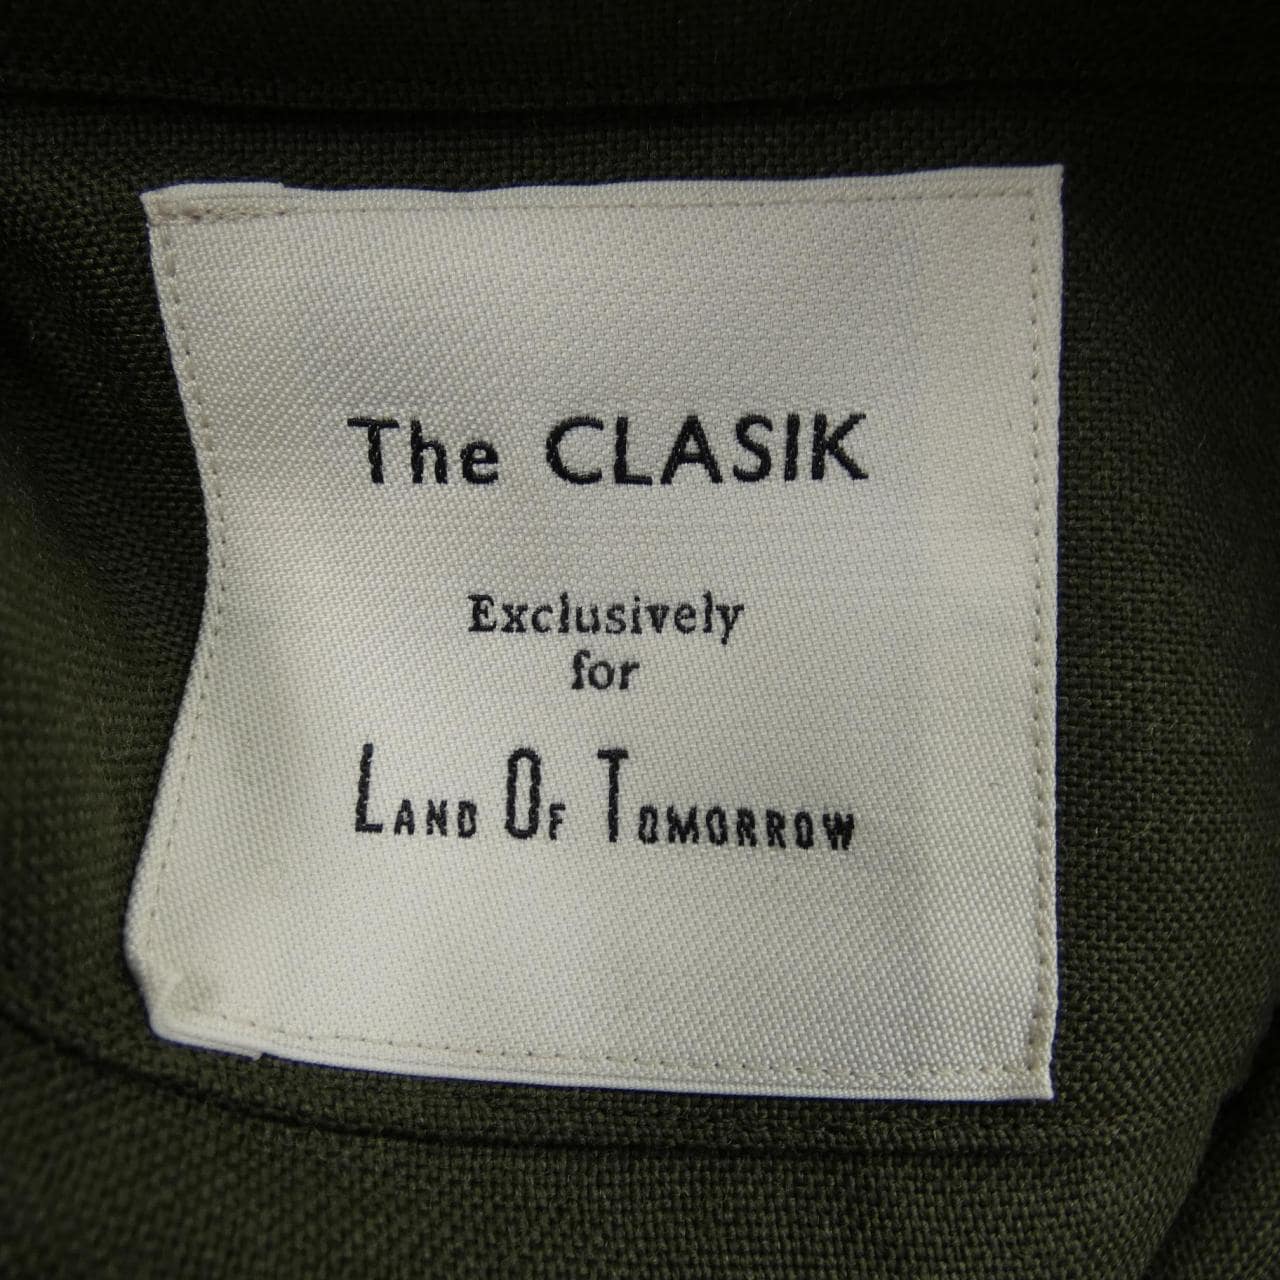 The CLASIK
Exclusively
for
LAND OF TOMORROW